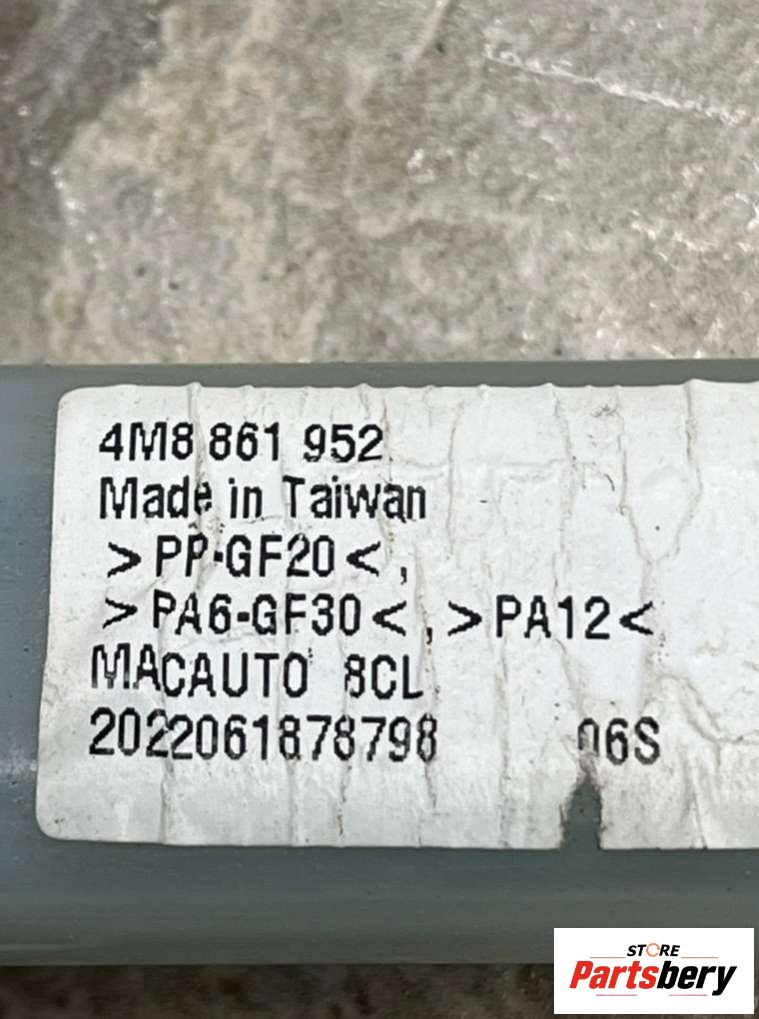 4M8 861 952
Made in Taiwan
>PP-GF20<,
>PA6-GF30<,>PA12<
MACAUTO 8CL
2022061878798 06S
STORE
Partsbery